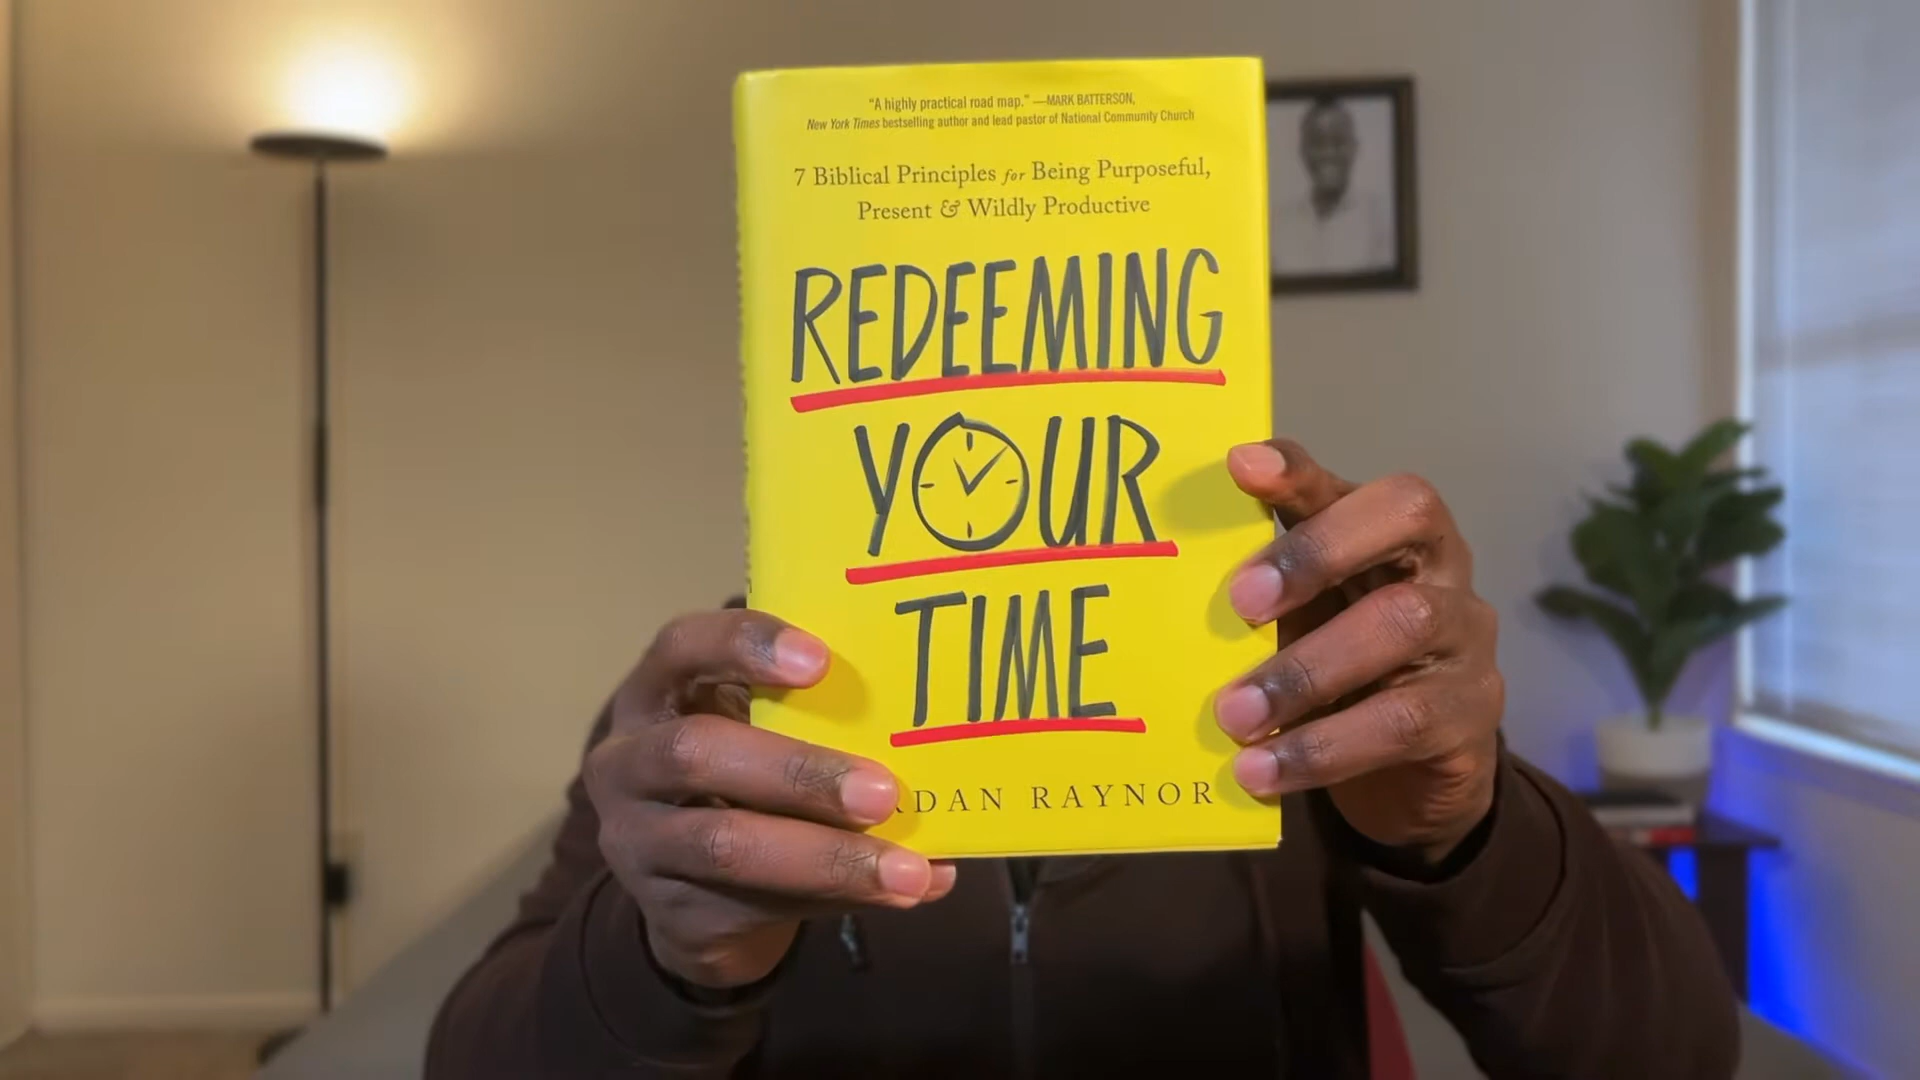 "A highly practical road map." —MARK BATTERSON,
New York Times bestselling author and lead pastor of National Community Church
7 Biblical Principles for Being Purposeful,
Present & Wildly Productive
REDEEMING
YOUR
TIME
RDAN RAYNOR